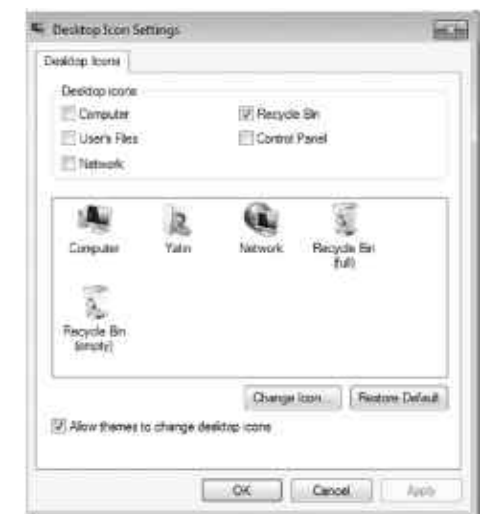 Desktop Icon Settings
Desktop Icons
Desktop icons
Computer
Recycle Bin
User's Files
Control Panel
Network
Computer
Yatin
Network
Recycle Bin
(full)
Recycle Bin
(empty)
Change Icon...
Restore Default
Allow themes to change desktop icons
OK
Cancel
Apply